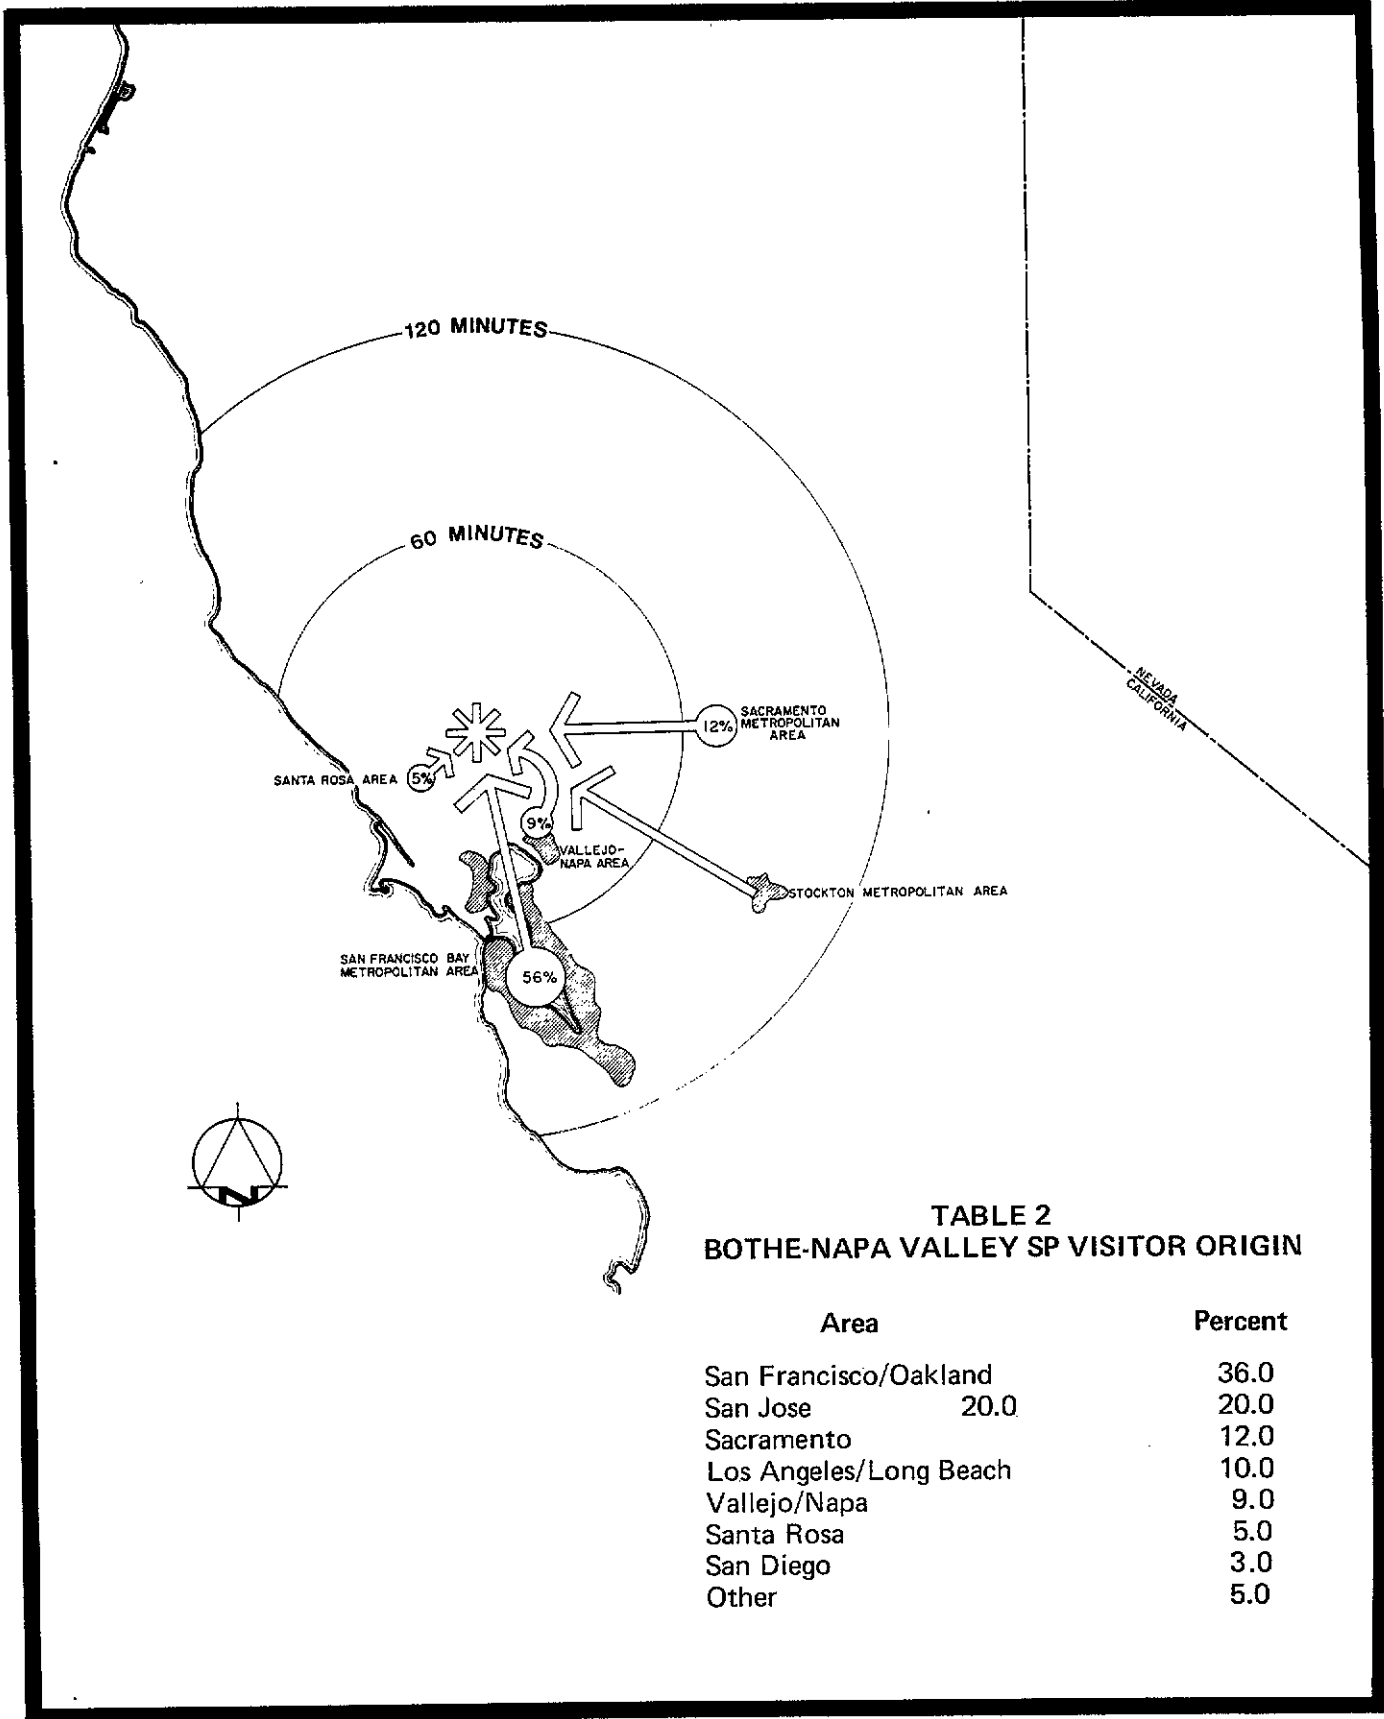 120 MINUTES
60 MINUTES
NEVADA
CALIFORNIA
12%
SACRAMENTO
METROPOLITAN
AREA
SANTA ROSA AREA
5%
9%
VALLEJO-
NAPA AREA
STOCKTON METROPOLITAN AREA
SAN FRANCISCO BAY
METROPOLITAN AREA
56%
N
TABLE 2
BOTHE-NAPA VALLEY SP VISITOR ORIGIN
Area Percent
San Francisco/Oakland 36.0
San Jose 20.0 20.0
Sacramento 12.0
Los Angeles/Long Beach 10.0
Vallejo/Napa 9.0
Santa Rosa 5.0
San Diego 3.0
Other 5.0